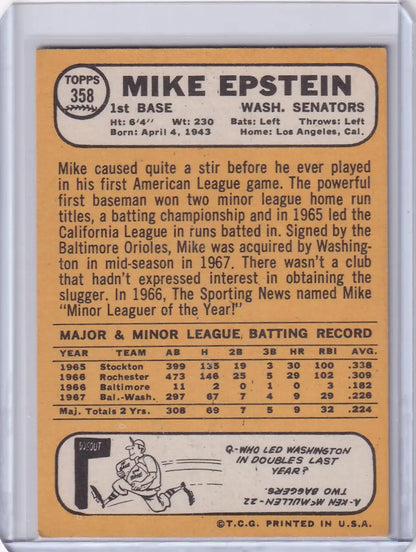 TOPPS
358
MIKE EPSTEIN
1st BASE WASH. SENATORS
Ht: 6'4" Wt: 230 Bats: Left Throws: Left
Born: April 4, 1943 Home: Los Angeles, Cal.
Mike caused quite a stir before he ever played
in his first American League game. The powerful
first baseman won two minor league home run
titles, a batting championship and in 1965 led the
California League in runs batted in. Signed by the
Baltimore Orioles, Mike was acquired by Washing-
ton in mid-season in 1967. There wasn't a club
that hadn't expressed interest in obtaining the
slugger. In 1966, The Sporting News named Mike
"Minor Leaguer of the Year!"
MAJOR & MINOR LEAGUE BATTING RECORD
YEAR TEAM AB H 2B 3B HR RBI AVG.
1965 Stockton 399 135 19 3 30 100 .338
1966 Rochester 473 146 25 5 29 102 .309
1966 Baltimore 11 2 0 1 0 3 .182
1967 Bal.-Wash. 297 67 7 4 9 29 .226
Maj. Totals 2 Yrs. 308 69 7 5 9 32 .224
DUGOUT
Q-WHO LED WASHINGTON
IN DOUBLES LAST
YEAR?
A- KEN McMULLEN-22
TWO BAGGERS.
©T.C.G. PRINTED IN U.S.A.